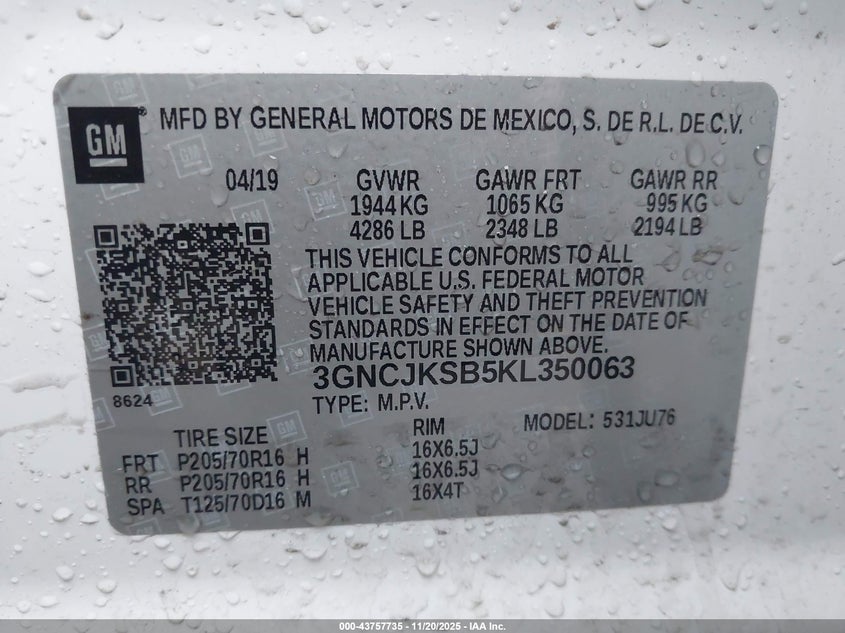 GM
MFD BY GENERAL MOTORS DE MEXICO, S. DE R.L. DE C.V.
04/19 GVWR GAWR FRT GAWR RR
1944 KG 1065 KG 995 KG
4286 LB 2348 LB 2194 LB
THIS VEHICLE CONFORMS TO ALL
APPLICABLE U.S. FEDERAL MOTOR
VEHICLE SAFETY AND THEFT PREVENTION
STANDARDS IN EFFECT ON THE DATE OF
MANUFACTURE SHOWN ABOVE.
3GNCJKSB5KL350063
8624
TYPE: M.P.V. MODEL: 531JU76
TIRE SIZE RIM
FRT P205/70R16 H 16X6.5J
RR P205/70R16 H 16X6.5J
SPA T125/70D16 M 16X4T
000-43757735 - 11/20/2025 - IAA Inc.